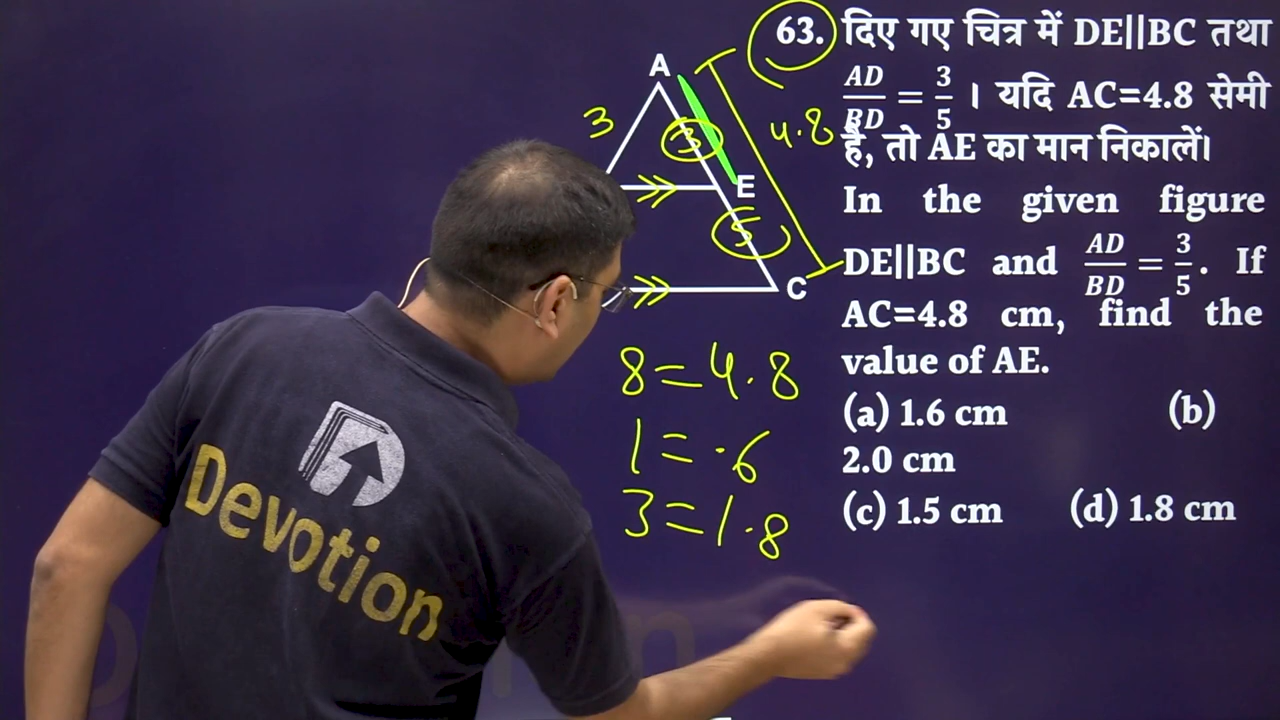 63. दिए गए चित्र में DE||BC तथा
AD/BD = 3/5 । यदि AC=4.8 सेमी
है, तो AE का मान निकालें।
In the given figure
DE||BC and AD/BD = 3/5. If
AC=4.8 cm, find the
value of AE.
(a) 1.6 cm (b)
2.0 cm
(c) 1.5 cm (d) 1.8 cm
A
3
3
4.8
E
5
C
8=4.8
1=.6
3=1.8
Devotion